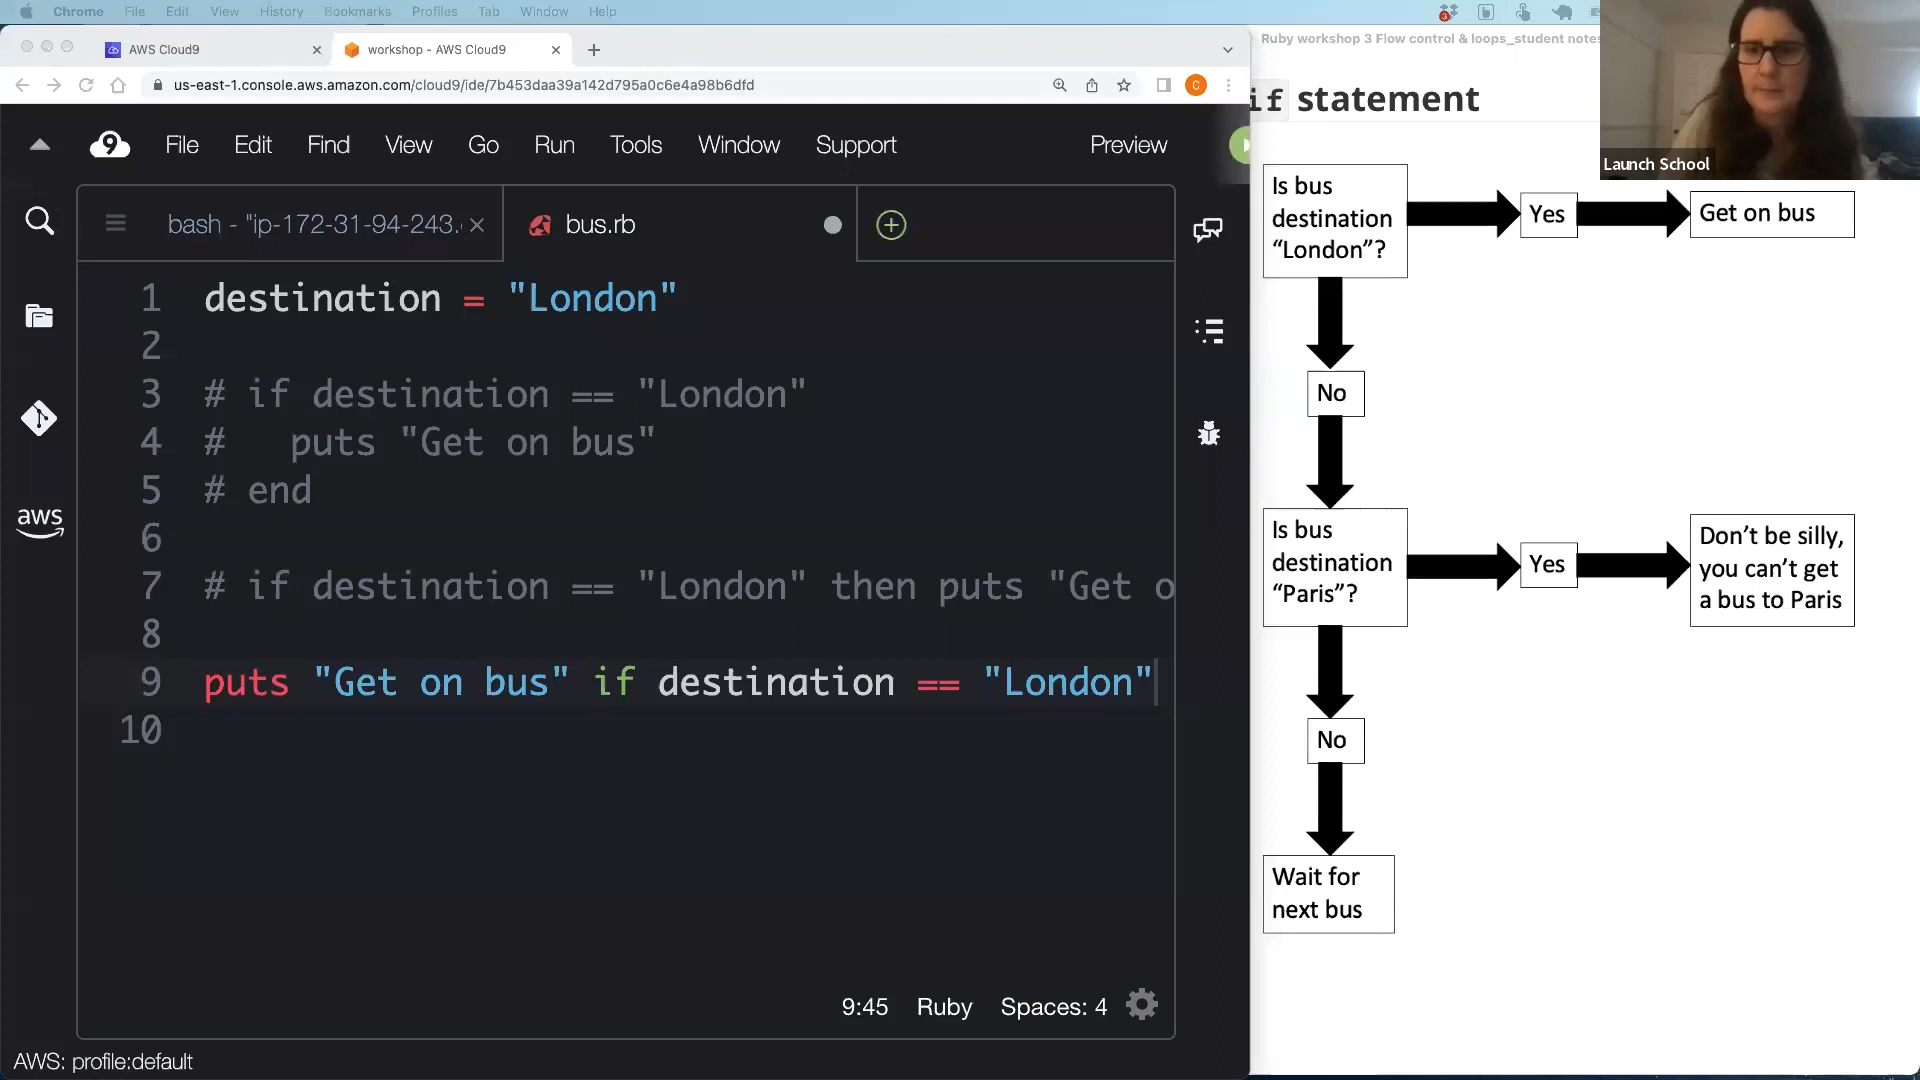 Chrome File Edit View History Bookmarks Profiles Tab Window Help
3
AWS Cloud9
workshop - AWS Cloud9
us-east-1.console.aws.amazon.com/cloud9/ide/7b453daa39a142d795a0c6e4a98b6dfd
C
9 File Edit Find View Go Run Tools Window Support Preview
bash - "ip-172-31-94-243.
bus.rb
1 destination = "London"
2
3 # if destination == "London"
4 #   puts "Get on bus"
5 # end
6
7 # if destination == "London" then puts "Get o
8
9 puts "Get on bus" if destination == "London"
10
aws
9:45 Ruby Spaces: 4
AWS: profile:default
Ruby workshop 3 Flow control & loops_student notes
if statement
Launch School
Is bus
destination
“London”?
Yes
Get on bus
No
Is bus
destination
“Paris”?
Yes
Don’t be silly,
you can’t get
a bus to Paris
No
Wait for
next bus